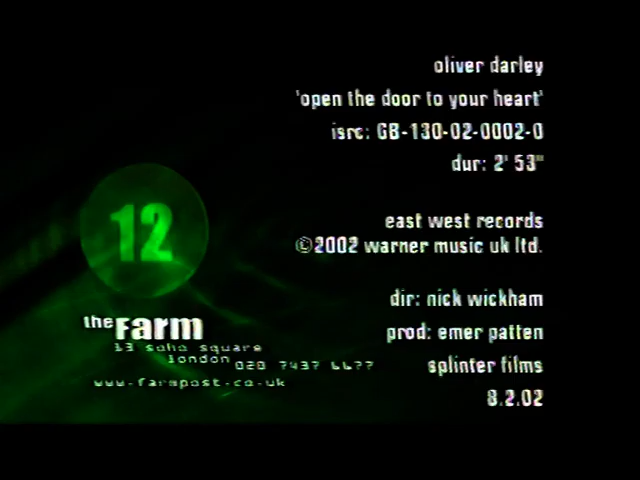 oliver darley
'open the door to your heart'
isrc: GB-130-02-0002-0
dur: 2' 53"
east west records
©2002 warner music uk ltd.
dir: nick wickham
prod: emer patten
splinter films
8.2.02
12
the Farm
13 soho square
london 020 7437 6677
www.farmpost.co.uk